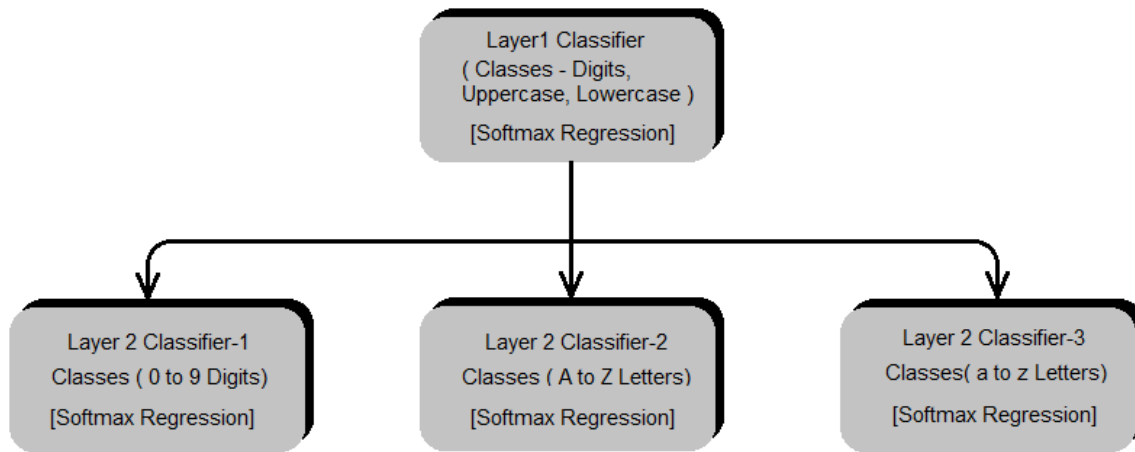 Layer1 Classifier
( Classes - Digits,
Uppercase, Lowercase )
[Softmax Regression]
Layer 2 Classifier-1
Classes ( 0 to 9 Digits)
[Softmax Regression]
Layer 2 Classifier-2
Classes ( A to Z Letters)
[Softmax Regression]
Layer 2 Classifier-3
Classes( a to z Letters)
[Softmax Regression]